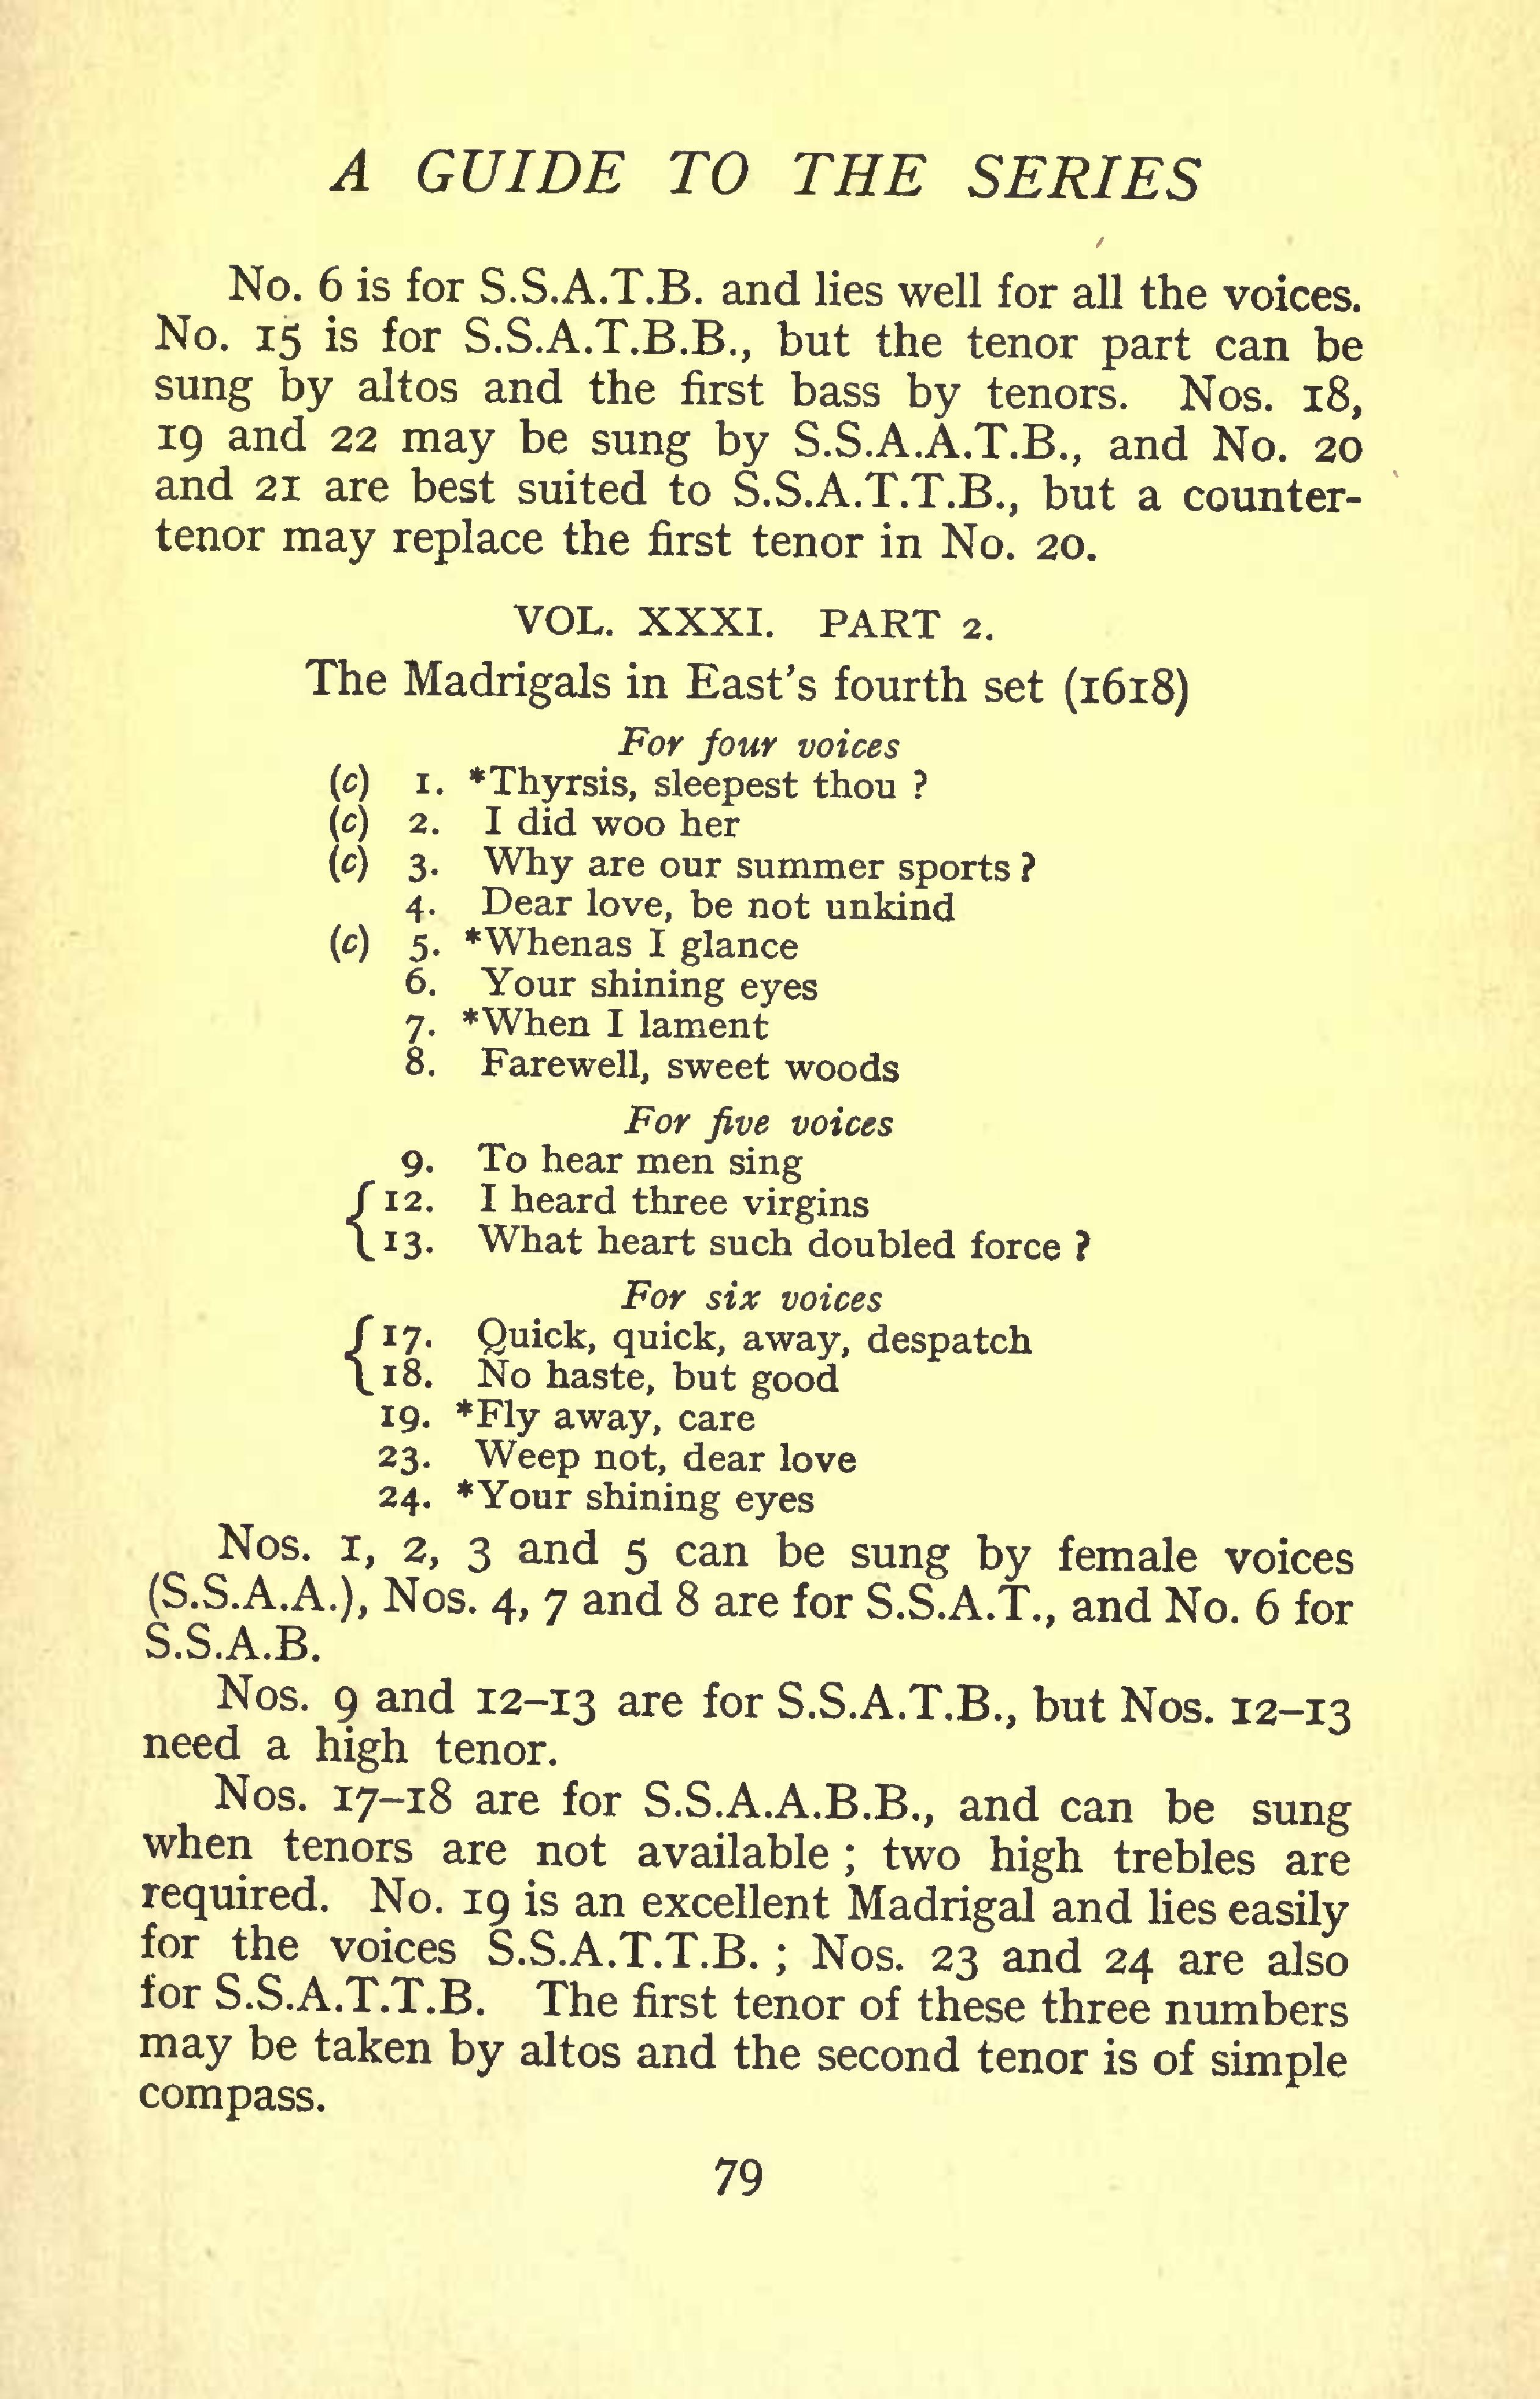 A GUIDE TO THE SERIES
No. 6 is for S.S.A.T.B. and lies well for all the voices.
No. 15 is for S.S.A.T.B.B., but the tenor part can be
sung by altos and the first bass by tenors. Nos. 18,
19 and 22 may be sung by S.S.A.A.T.B., and No. 20
and 21 are best suited to S.S.A.T.T.B., but a counter-
tenor may replace the first tenor in No. 20.
VOL. XXXI. PART 2.
The Madrigals in East's fourth set (1618)
For four voices
(c) 1. *Thyrsis, sleepest thou ?
(c) 2. I did woo her
(c) 3. Why are our summer sports ?
4. Dear love, be not unkind
(c) 5. *Whenas I glance
6. Your shining eyes
7. *When I lament
8. Farewell, sweet woods
For five voices
9. To hear men sing
{ 12. I heard three virgins
13. What heart such doubled force ?
For six voices
{ 17. Quick, quick, away, despatch
18. No haste, but good
19. *Fly away, care
23. Weep not, dear love
24. *Your shining eyes
Nos. 1, 2, 3 and 5 can be sung by female voices
(S.S.A.A.), Nos. 4, 7 and 8 are for S.S.A.T., and No. 6 for
S.S.A.B.
Nos. 9 and 12–13 are for S.S.A.T.B., but Nos. 12–13
need a high tenor.
Nos. 17–18 are for S.S.A.A.B.B., and can be sung
when tenors are not available ; two high trebles are
required. No. 19 is an excellent Madrigal and lies easily
for the voices S.S.A.T.T.B. ; Nos. 23 and 24 are also
for S.S.A.T.T.B. The first tenor of these three numbers
may be taken by altos and the second tenor is of simple
compass.
79